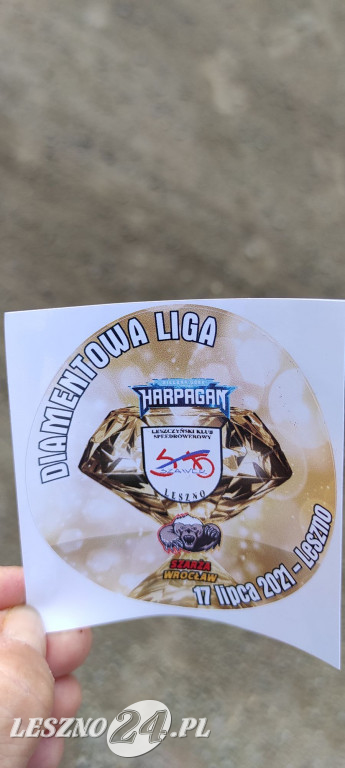 DIAMENTOWA LIGA
HARPAGAN
LESZCZYŃSKI KLUB
SPEEDROWEROWY
LESZNO
SZARŻA
WROCŁAW
17 lipca 2021 - Leszno
LESZNO24.PL